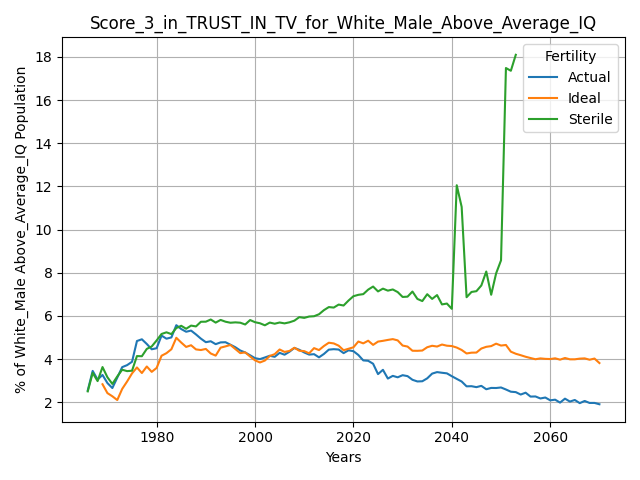 Score_3_in_TRUST_IN_TV_for_White_Male_Above_Average_IQ
% of White_Male Above_Average_IQ Population
18
16
14
12
10
8
6
4
2
Fertility
Actual
Ideal
Sterile
1980
2000
2020
2040
2060
Years